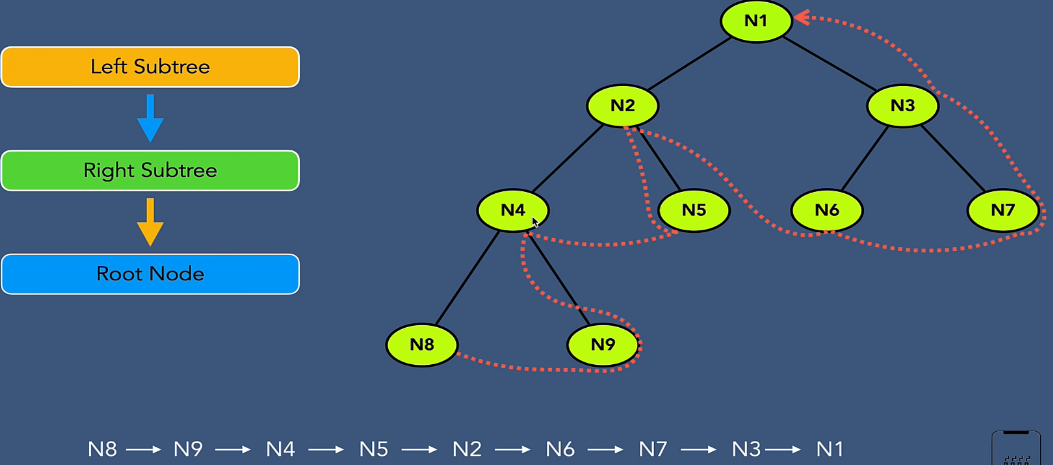 Left Subtree
Right Subtree
Root Node
N1
N2
N3
N4
N5
N6
N7
N8
N9
N8 → N9 → N4 → N5 → N2 → N6 → N7 → N3 → N1